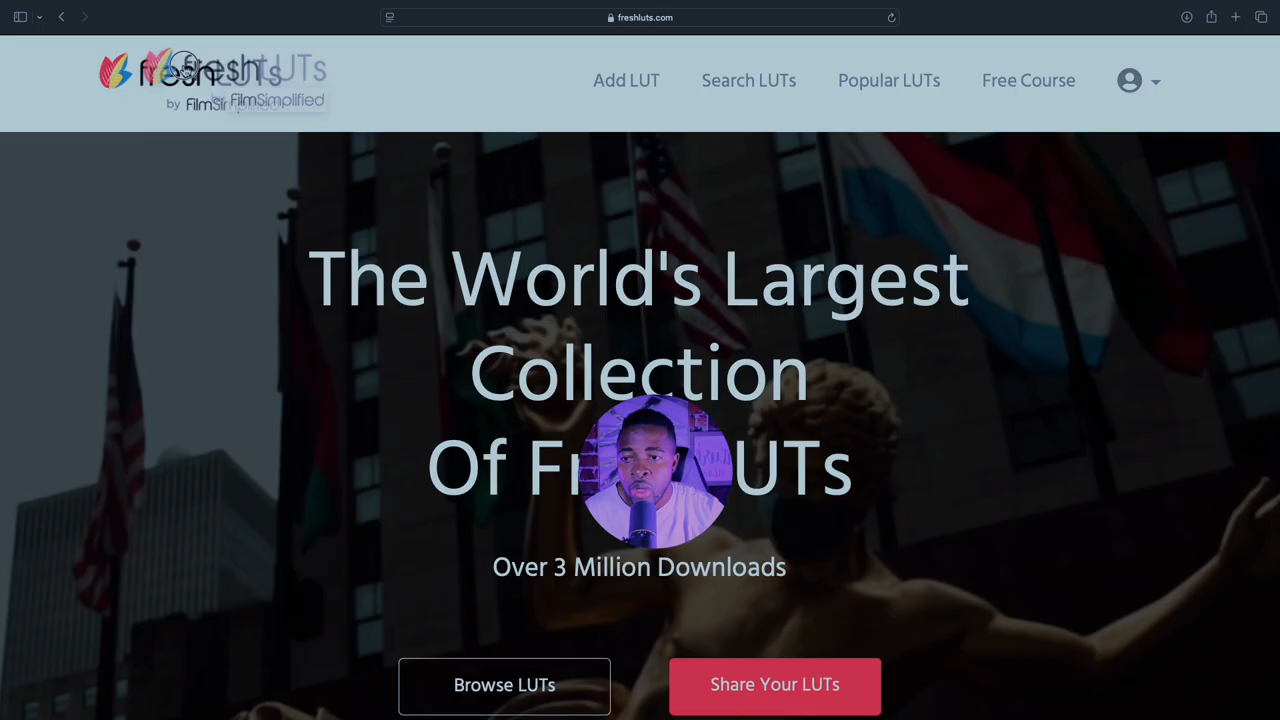 freshluts.com
freshLUTs
by FilmSimplified
Add LUT
Search LUTs
Popular LUTs
Free Course
The World's Largest
Collection
Of Fr UTs
Over 3 Million Downloads
Browse LUTs
Share Your LUTs